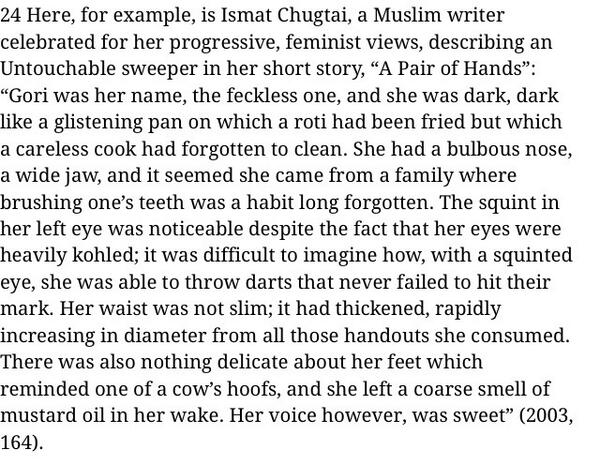 24 Here, for example, is Ismat Chugtai, a Muslim writer
celebrated for her progressive, feminist views, describing an
Untouchable sweeper in her short story, “A Pair of Hands”:
“Gori was her name, the feckless one, and she was dark, dark
like a glistening pan on which a roti had been fried but which
a careless cook had forgotten to clean. She had a bulbous nose,
a wide jaw, and it seemed she came from a family where
brushing one’s teeth was a habit long forgotten. The squint in
her left eye was noticeable despite the fact that her eyes were
heavily kohled; it was difficult to imagine how, with a squinted
eye, she was able to throw darts that never failed to hit their
mark. Her waist was not slim; it had thickened, rapidly
increasing in diameter from all those handouts she consumed.
There was also nothing delicate about her feet which
reminded one of a cow’s hoofs, and she left a coarse smell of
mustard oil in her wake. Her voice however, was sweet” (2003,
164).